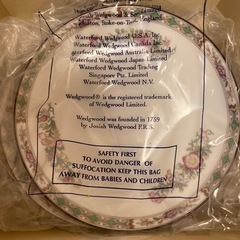 Waterford Wedgwood U.S.A. Inc.
Waterford Wedgwood Canada Inc.
Waterford Wedgwood Australia Limited
Waterford Wedgwood Japan Limited
Waterford Wedgwood Trading
Singapore Pte. Limited
Waterford Wedgwood N.V.
Wedgwood® is the registered trademark
of Wedgwood Limited.
Wedgwood was founded in 1759
by Josiah Wedgwood F.R.S.
SAFETY FIRST
TO AVOID DANGER OF
SUFFOCATION KEEP THIS BAG
AWAY FROM BABIES AND CHILDREN